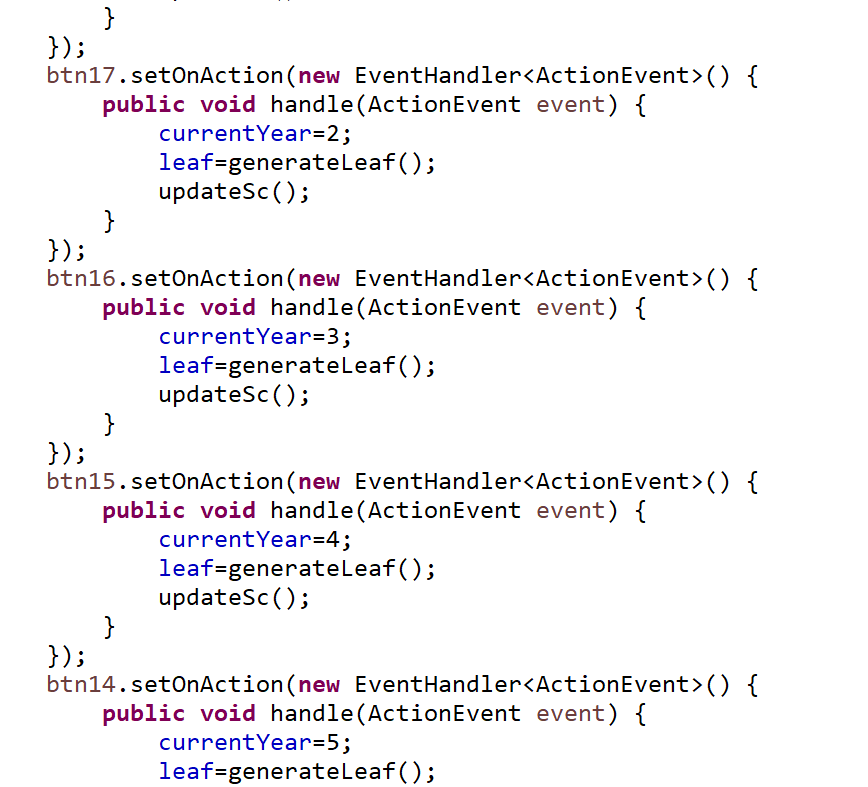 }
});
btn17.setOnAction(new EventHandler<ActionEvent>() {
public void handle(ActionEvent event) {
currentYear=2;
leaf=generateLeaf();
updateSc();
}
});
btn16.setOnAction(new EventHandler<ActionEvent>() {
public void handle(ActionEvent event) {
currentYear=3;
leaf=generateLeaf();
updateSc();
}
});
btn15.setOnAction(new EventHandler<ActionEvent>() {
public void handle(ActionEvent event) {
currentYear=4;
leaf=generateLeaf();
updateSc();
}
});
btn14.setOnAction(new EventHandler<ActionEvent>() {
public void handle(ActionEvent event) {
currentYear=5;
leaf=generateLeaf();